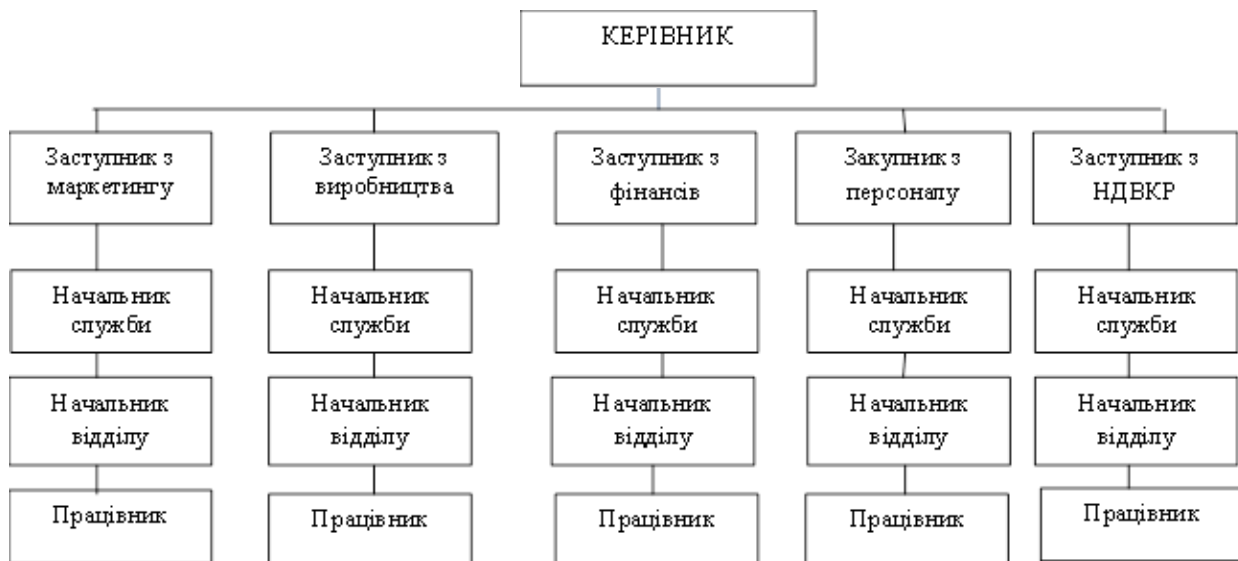 КЕРІВНИК
Заступник з
маркетингу
Заступник з
виробництва
Заступник з
фінансів
Закупник з
персоналу
Заступник з
НДВКР
Начальник
служби
Начальник
служби
Начальник
служби
Начальник
служби
Начальник
служби
Начальник
відділу
Начальник
відділу
Начальник
відділу
Начальник
відділу
Начальник
відділу
Працівник
Працівник
Працівник
Працівник
Працівник